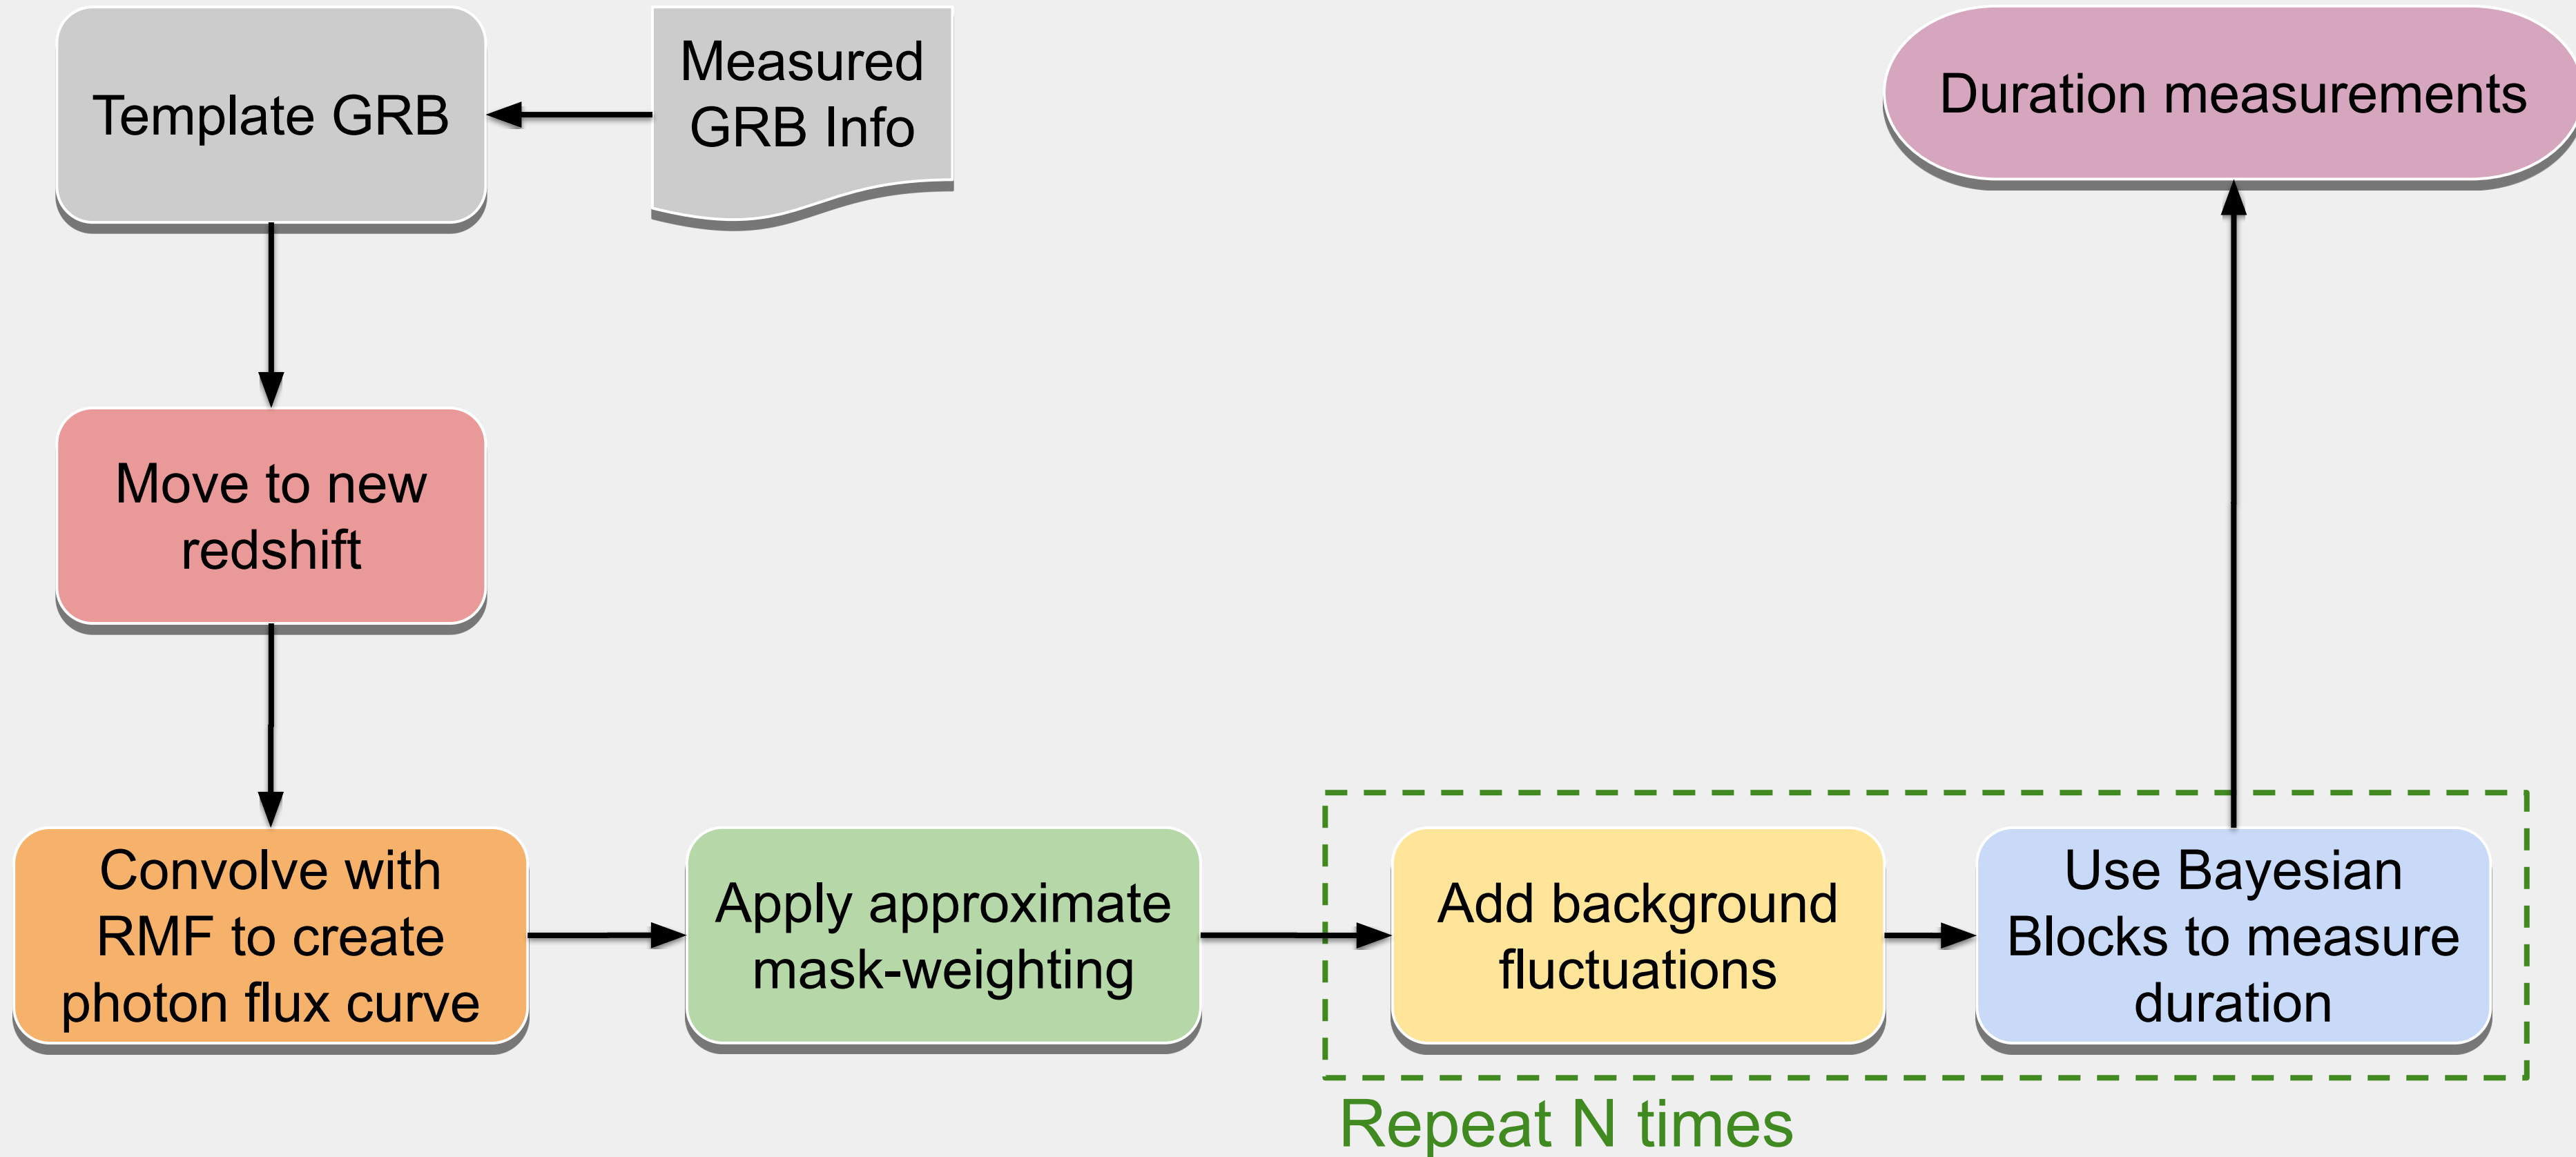 Template GRB
Measured
GRB Info
Duration measurements
Move to new
redshift
Convolve with
RMF to create
photon flux curve
Apply approximate
mask-weighting
Add background
fluctuations
Use Bayesian
Blocks to measure
duration
Repeat N times